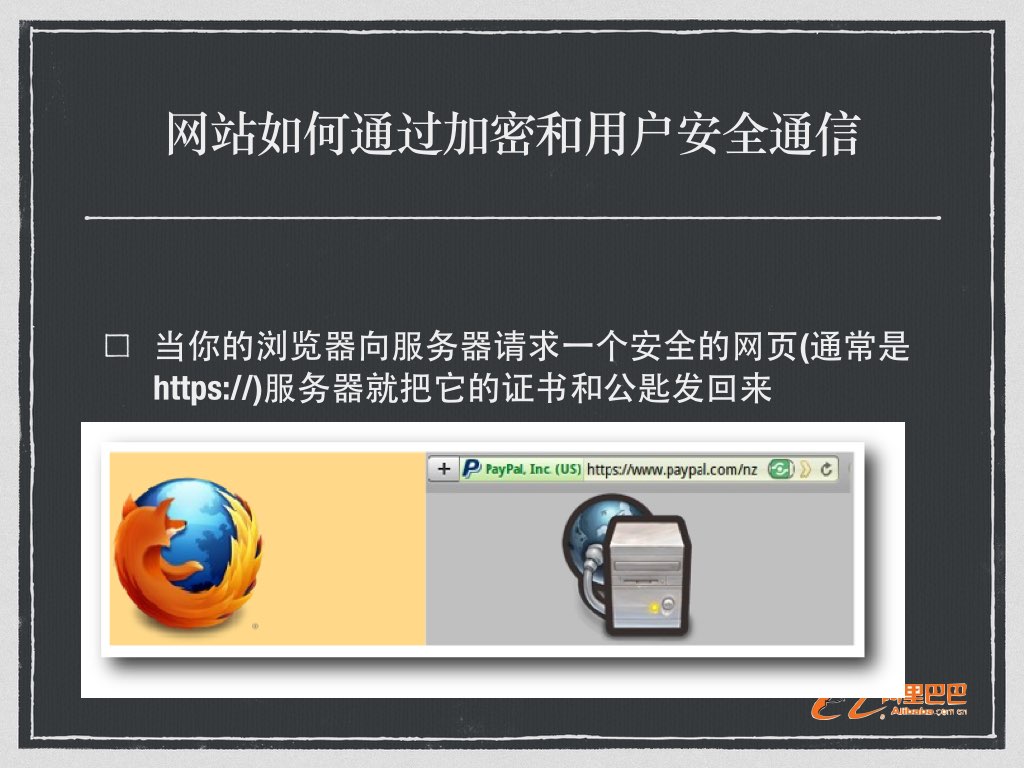 网站如何通过加密和用户安全通信
当你的浏览器向服务器请求一个安全的网页(通常是
https://)服务器就把它的证书和公匙发回来
+ PayPal, Inc. (US) https://www.paypal.com/nz
®
阿里巴巴
Alibaba.com.cn